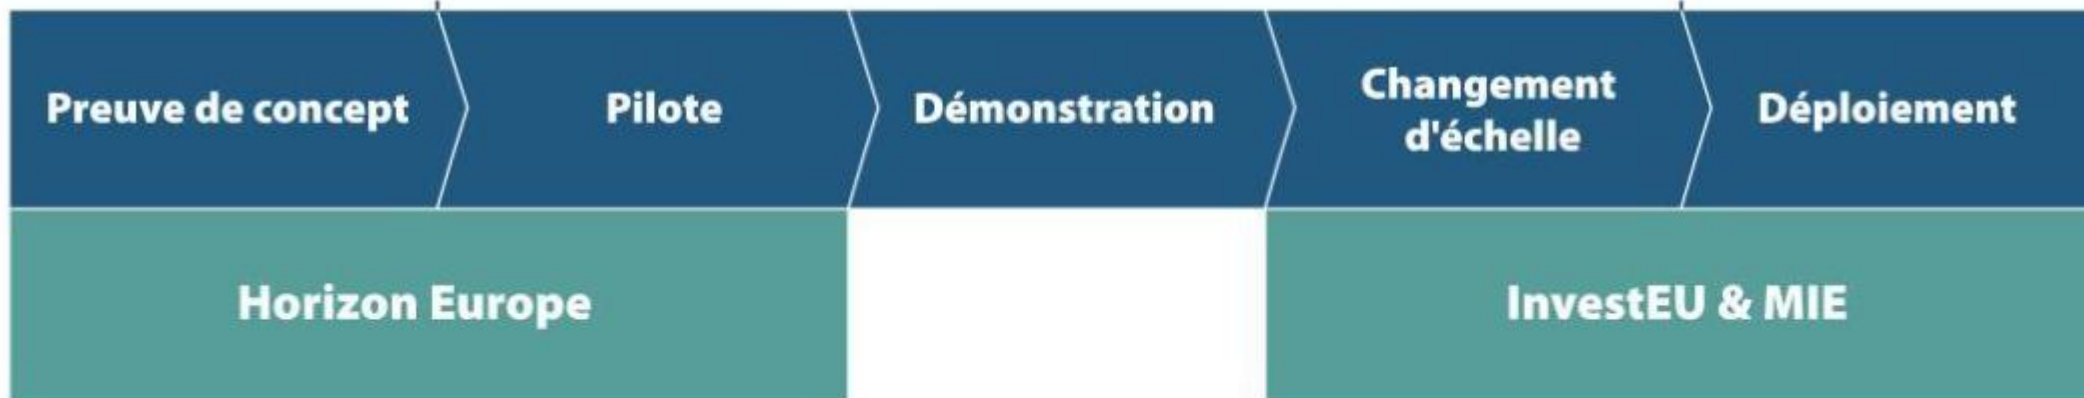 Preuve de concept
Pilote
Démonstration
Changement
d'échelle
Déploiement
Horizon Europe
InvestEU & MIE